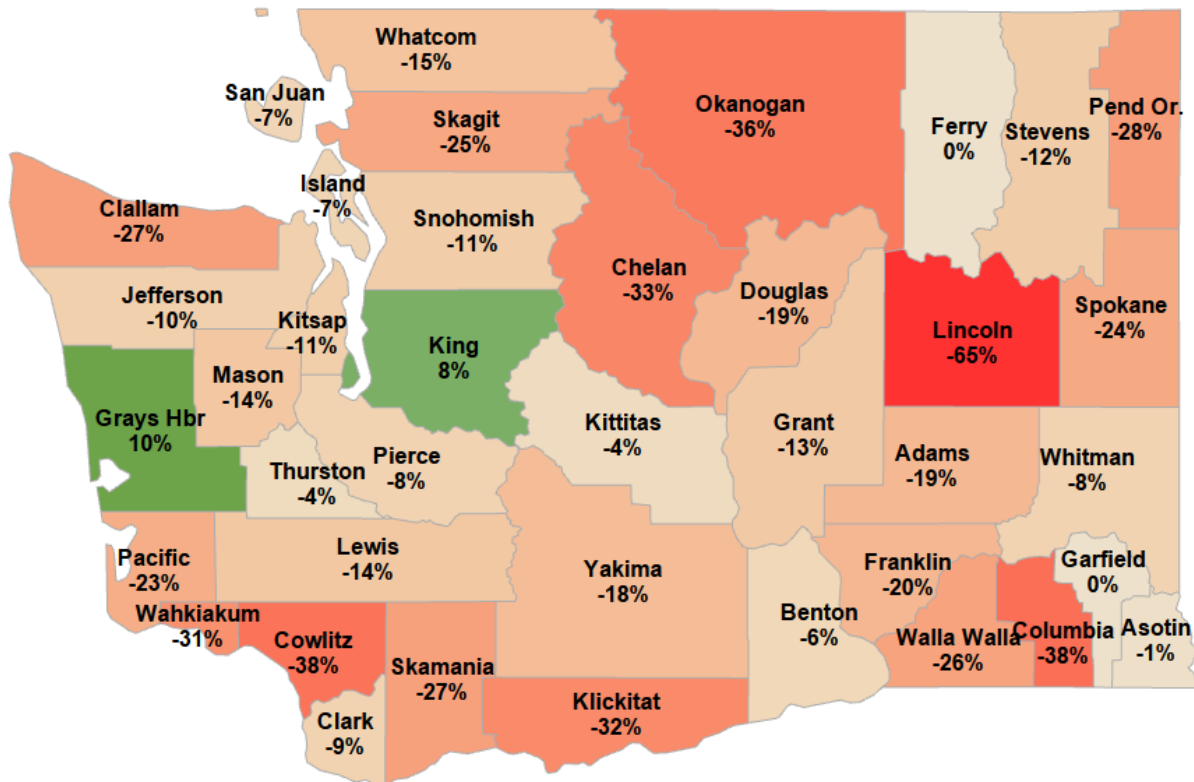 Whatcom
-15%
San Juan
-7%
Skagit
-25%
Okanogan
-36%
Ferry
0%
Stevens
-12%
Pend Or.
-28%
Island
-7%
Clallam
-27%
Snohomish
-11%
Chelan
-33%
Douglas
-19%
Lincoln
-65%
Spokane
-24%
Jefferson
-10%
Kitsap
-11%
King
8%
Mason
-14%
Grays Hbr
10%
Kittitas
-4%
Grant
-13%
Adams
-19%
Whitman
-8%
Thurston
-4%
Pierce
-8%
Pacific
-23%
Lewis
-14%
Yakima
-18%
Franklin
-20%
Garfield
0%
Wahkiakum
-31%
Cowlitz
-38%
Skamania
-27%
Benton
-6%
Walla Walla
-26%
Columbia
-38%
Asotin
-1%
Klickitat
-32%
Clark
-9%